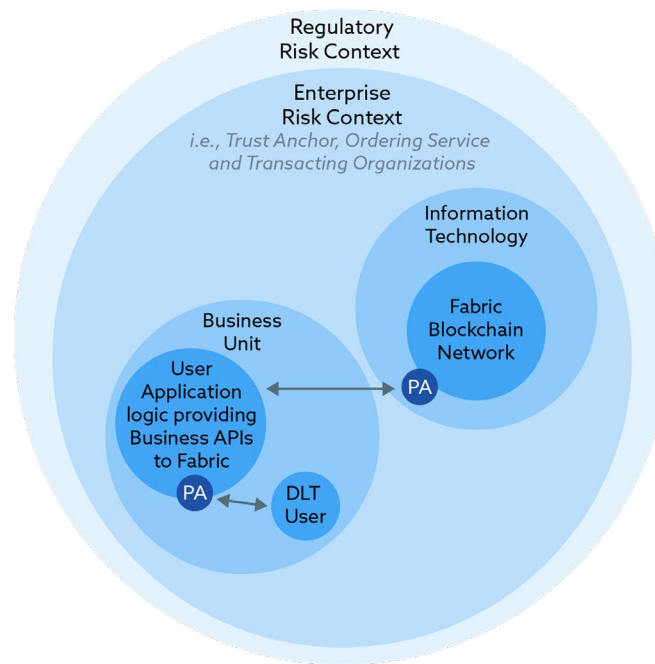 Regulatory
Risk Context
Enterprise
Risk Context
i.e., Trust Anchor, Ordering Service
and Transacting Organizations
Information
Technology
Fabric
Blockchain
Network
PA
Business
Unit
User
Application
logic providing
Business APIs
to Fabric
PA
DLT
User